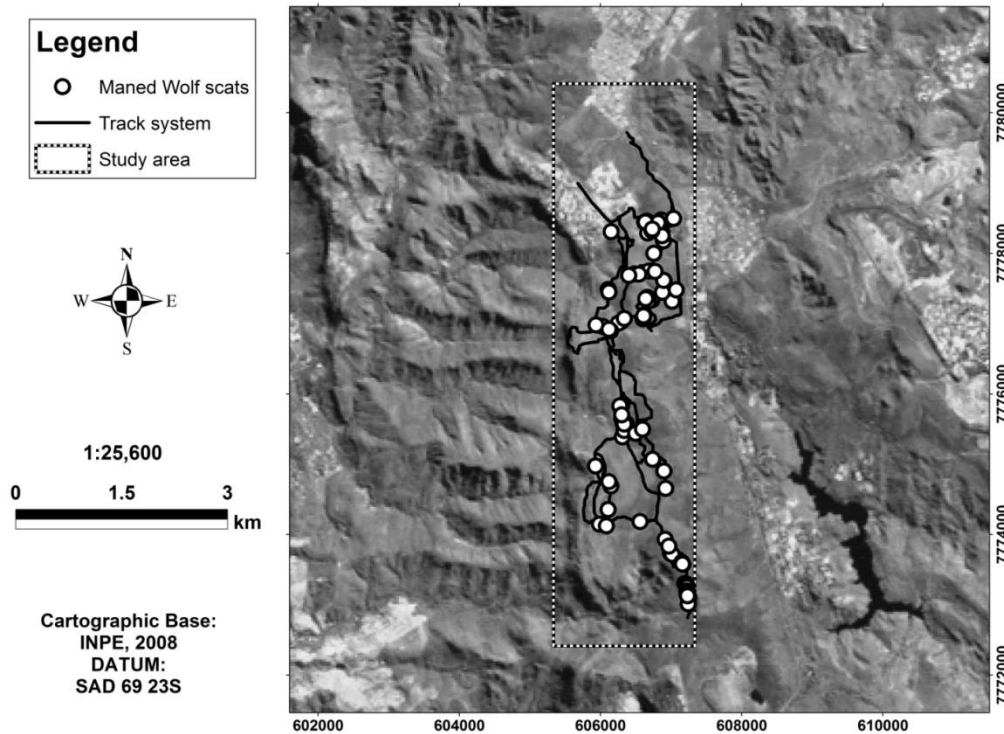 Legend
Maned Wolf scats
Track system
Study area
N
W E
S
1:25,600
0 1.5 3
km
Cartographic Base:
INPE, 2008
DATUM:
SAD 69 23S
7780000
7778000
7776000
7774000
7772000
602000 604000 606000 608000 610000